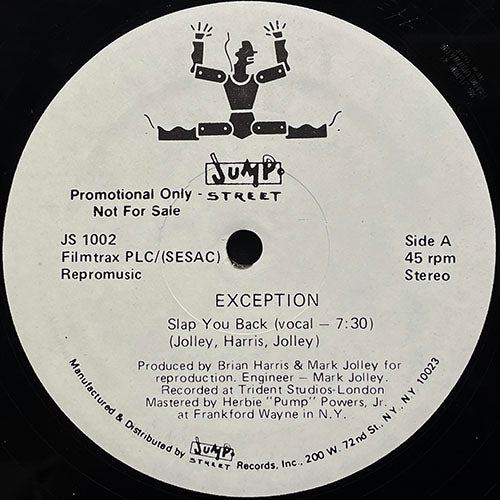 JUMP
STREET
Promotional Only -
Not For Sale
JS 1002
Filmtrax PLC/(SESAC)
Repromusic
Side A
45 rpm
Stereo
EXCEPTION
Slap You Back (vocal – 7:30)
(Jolley, Harris, Jolley)
Produced by Brian Harris & Mark Jolley for
reproduction. Engineer – Mark Jolley.
Recorded at Trident Studios-London
Mastered by Herbie "Pump" Powers, Jr.
at Frankford Wayne in N.Y.
Manufactured & Distributed by JUMP STREET Records, Inc., 200 W. 72nd St., N.Y., NY 10023